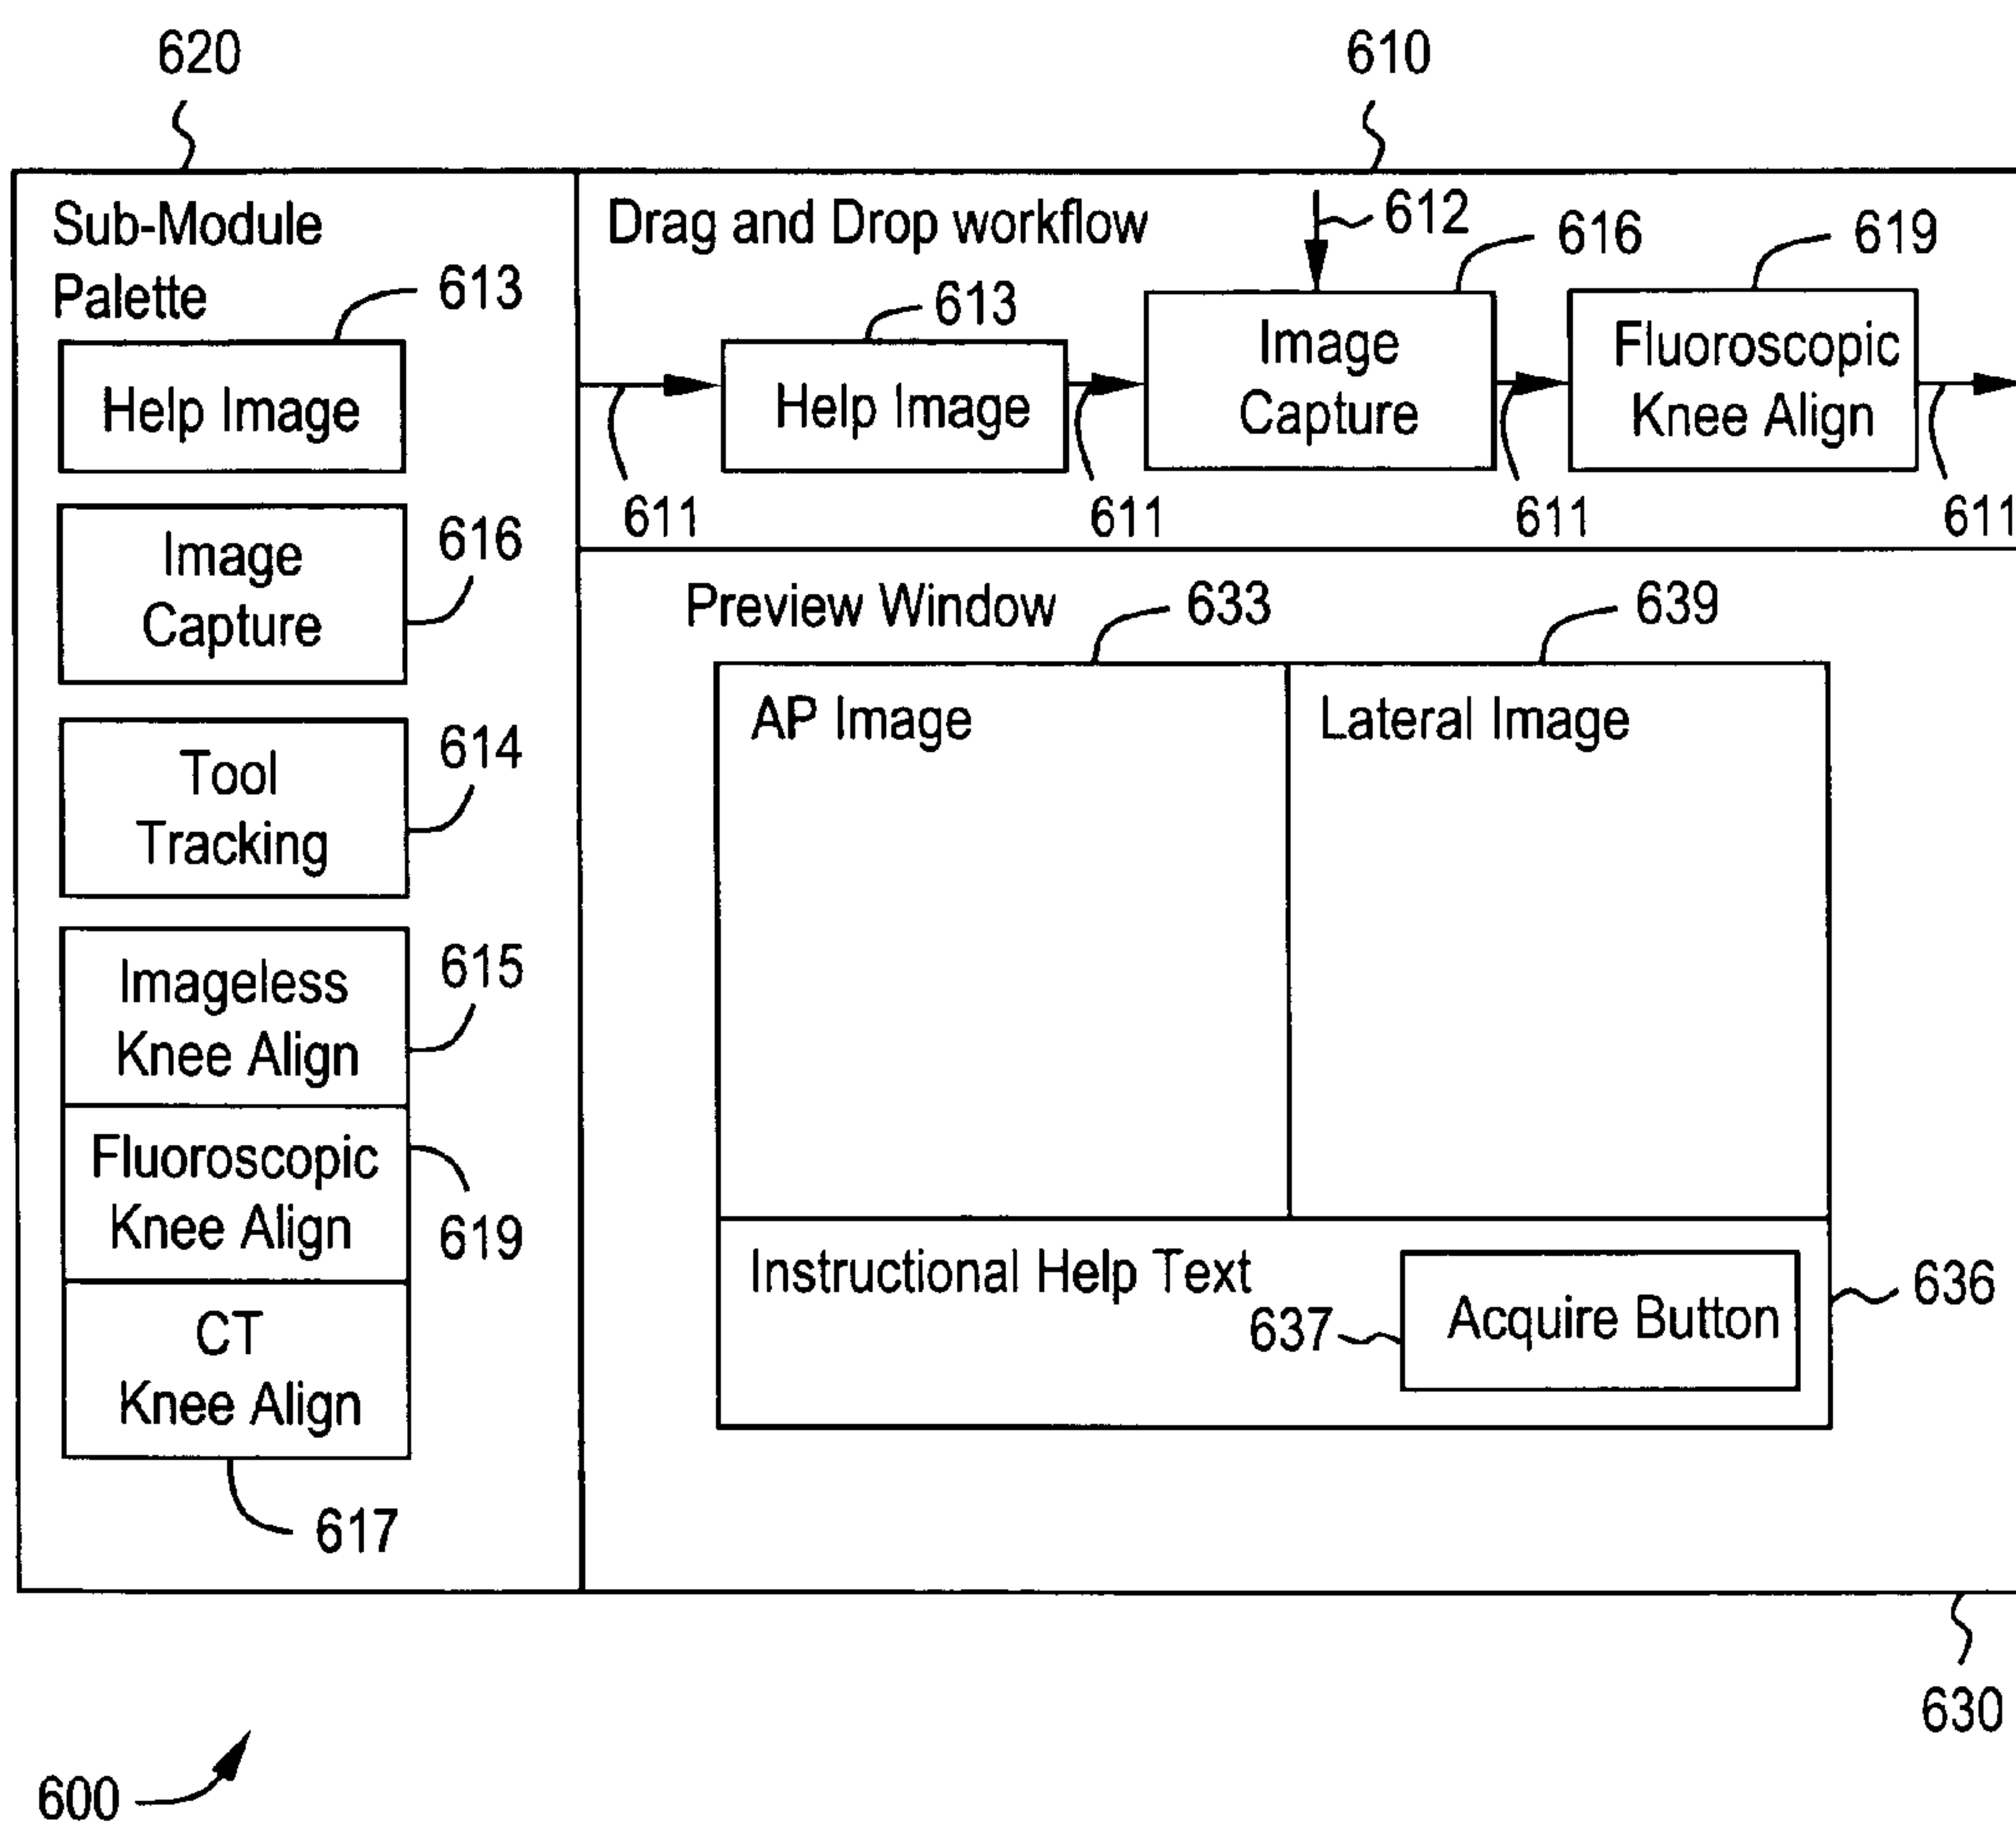 620
610
Sub-Module
Palette
613
Help Image
Image
Capture
616
Tool
Tracking
614
Imageless
Knee Align
615
Fluoroscopic
Knee Align
619
CT
Knee Align
617
Drag and Drop workflow
612
616
619
613
Help Image
Image
Capture
Fluoroscopic
Knee Align
611
611
611
611
Preview Window
633
639
AP Image
Lateral Image
Instructional Help Text
637
Acquire Button
636
630
600